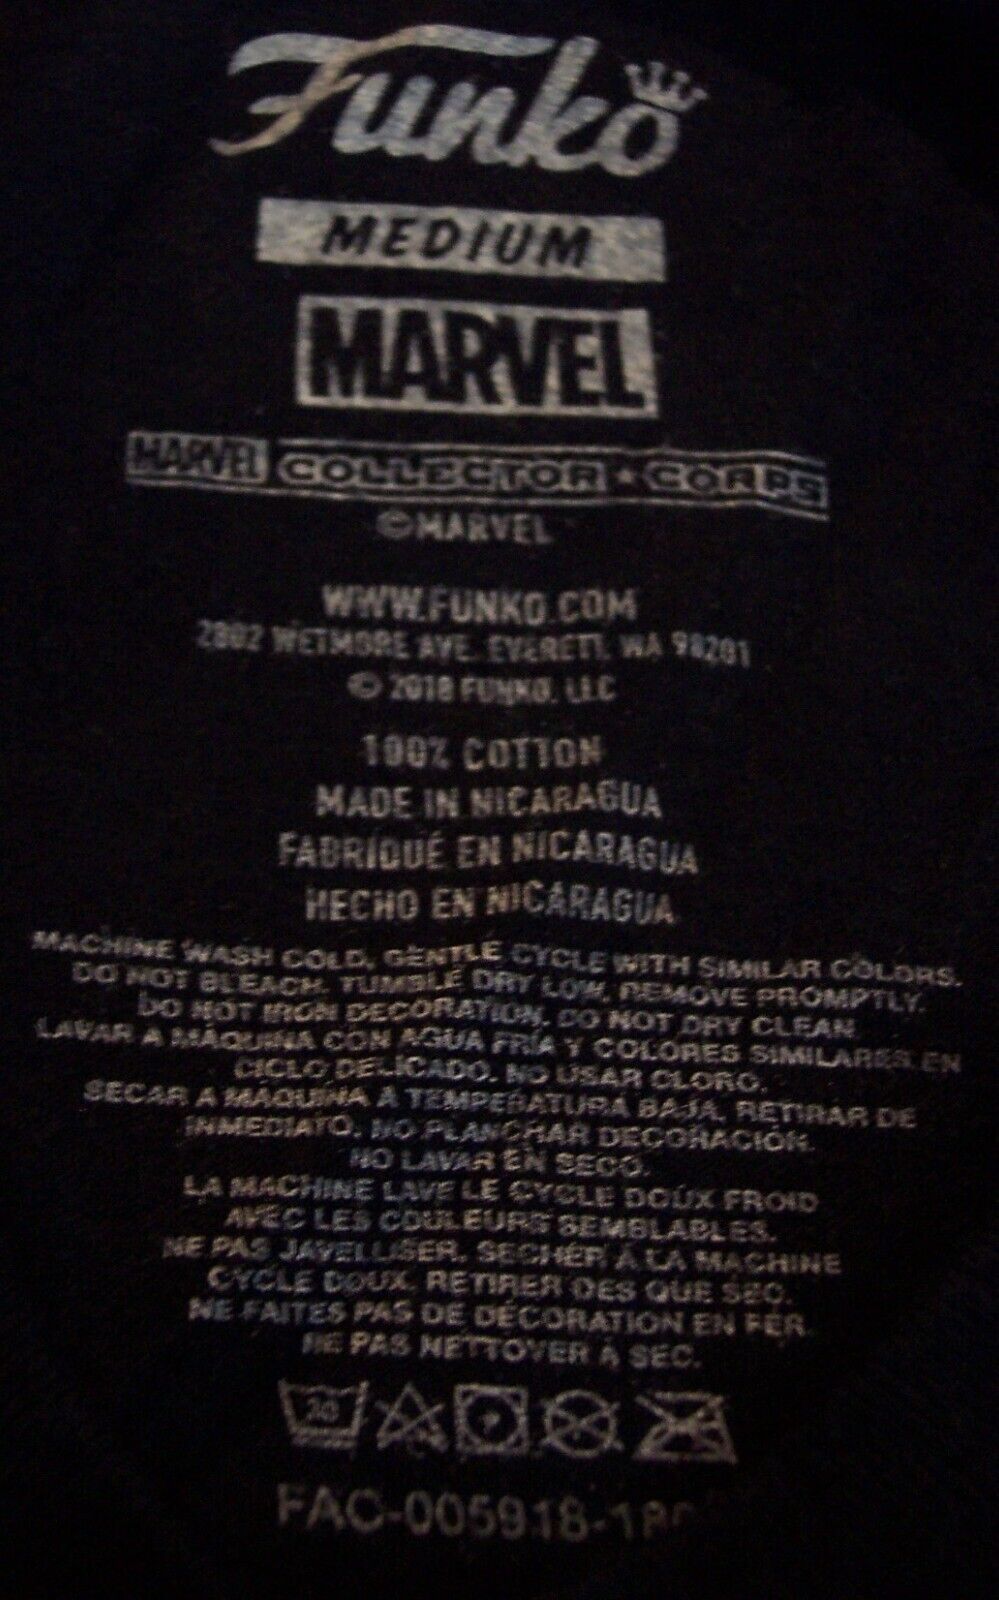 Funko
MEDIUM
MARVEL
MARVEL COLLECTOR ★ CORPS
©MARVEL
WWW.FUNKO.COM
2802 WETMORE AVE. EVERETT, WA 98201
© 2018 FUNKO, LLC
100% COTTON
MADE IN NICARAGUA
FABRIQUÉ EN NICARAGUA
HECHO EN NICARAGUA
MACHINE WASH COLD, GENTLE CYCLE WITH SIMILAR COLORS.
DO NOT BLEACH. TUMBLE DRY LOW. REMOVE PROMPTLY.
DO NOT IRON DECORATION. DO NOT DRY CLEAN.
LAVAR A MÁQUINA CON AGUA FRÍA Y COLORES SIMILARES EN
CICLO DELICADO. NO USAR CLORO.
SECAR A MÁQUINA A TEMPERATURA BAJA. RETIRAR DE
INMEDIATO. NO PLANCHAR DECORACIÓN.
NO LAVAR EN SECO.
LA MACHINE LAVE LE CYCLE DOUX FROID
AVEC LES COULEURS SEMBLABLES.
NE PAS JAVELLISER. SECHER À LA MACHINE
CYCLE DOUX. RETIRER DES QUE SEC.
NE FAITES PAS DE DÉCORATION EN FER.
NE PAS NETTOYER À SEC.
30
FAC-005918-180